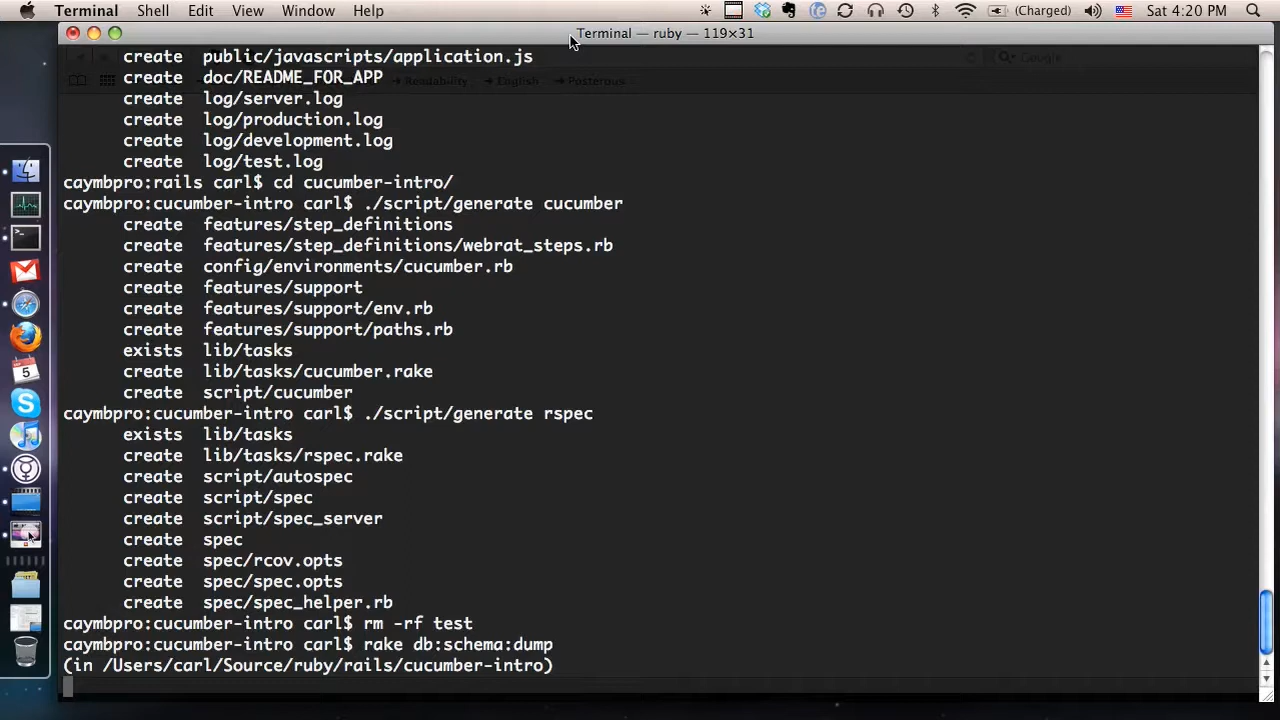 Terminal Shell Edit View Window Help (Charged) Sat 4:20 PM
Terminal — ruby — 119×31
create public/javascripts/application.js
Google
create doc/README_FOR_APP
Readability English Posterous
create log/server.log
create log/production.log
create log/development.log
create log/test.log
caymbpro:rails carl$ cd cucumber-intro/
caymbpro:cucumber-intro carl$ ./script/generate cucumber
create features/step_definitions
create features/step_definitions/webrat_steps.rb
create config/environments/cucumber.rb
create features/support
create features/support/env.rb
create features/support/paths.rb
exists lib/tasks
create lib/tasks/cucumber.rake
create script/cucumber
caymbpro:cucumber-intro carl$ ./script/generate rspec
exists lib/tasks
create lib/tasks/rspec.rake
create script/autospec
create script/spec
create script/spec_server
create spec
create spec/rcov.opts
create spec/spec.opts
create spec/spec_helper.rb
caymbpro:cucumber-intro carl$ rm -rf test
caymbpro:cucumber-intro carl$ rake db:schema:dump
(in /Users/carl/Source/ruby/rails/cucumber-intro)
5